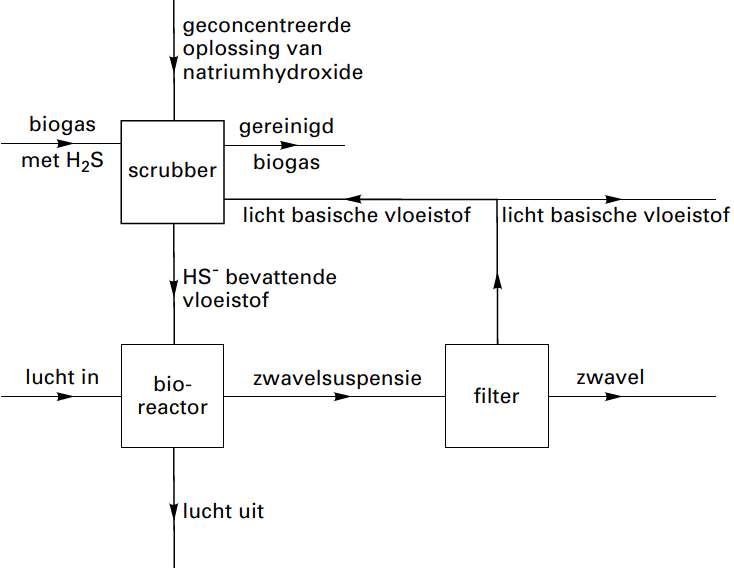 geconcentreerde
oplossing van
natriumhydroxide
biogas
met H₂S
scrubber
gereinigd
biogas
licht basische vloeistof
licht basische vloeistof
HS⁻ bevattende
vloeistof
lucht in
bio-
reactor
zwavelsuspensie
filter
zwavel
lucht uit